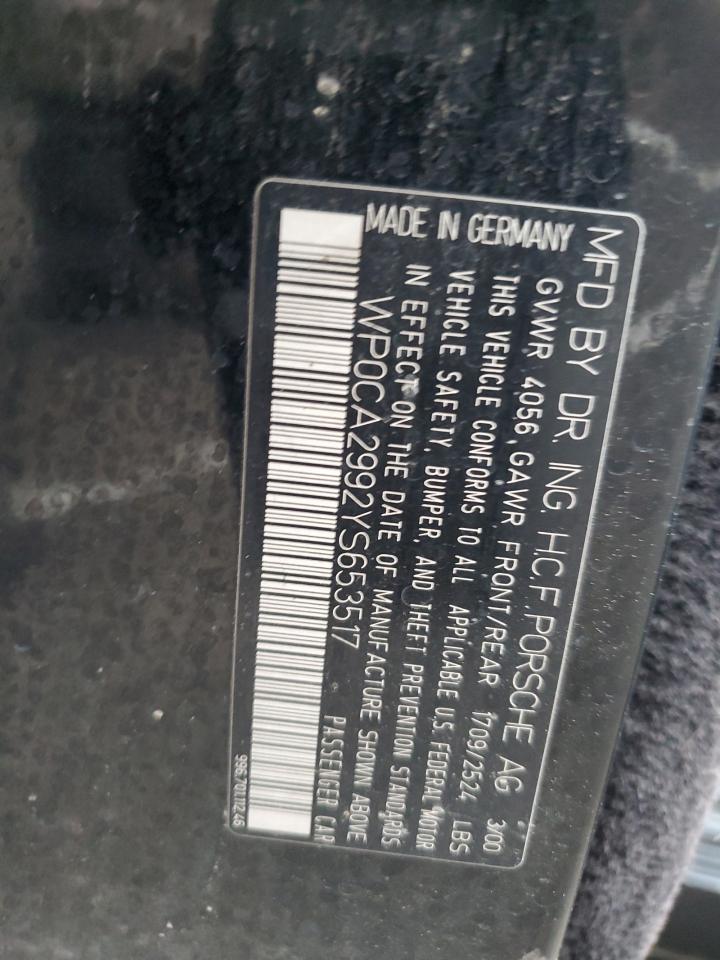 MFD BY DR. ING. H.C.F. PORSCHE AG 3/00
GVWR 4056, GAWR FRONT/REAR 1709/2524 LBS
THIS VEHICLE CONFORMS TO ALL APPLICABLE U.S. FEDERAL MOTOR
VEHICLE SAFETY, BUMPER, AND THEFT PREVENTION STANDARDS
IN EFFECT ON THE DATE OF MANUFACTURE SHOWN ABOVE
MADE IN GERMANY WP0CA2992YS653517 PASSENGER CAR